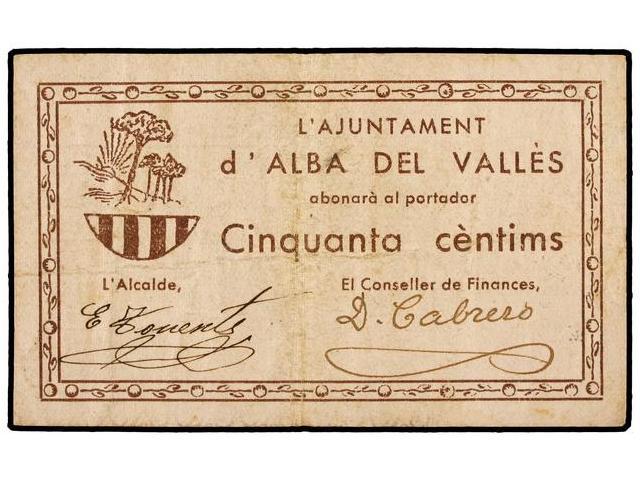 L'AJUNTAMENT
d'ALBA DEL VALLÈS
abonarà al portador
Cinquanta cèntims
L'Alcalde,
El Conseller de Finances,
D. Cabrero